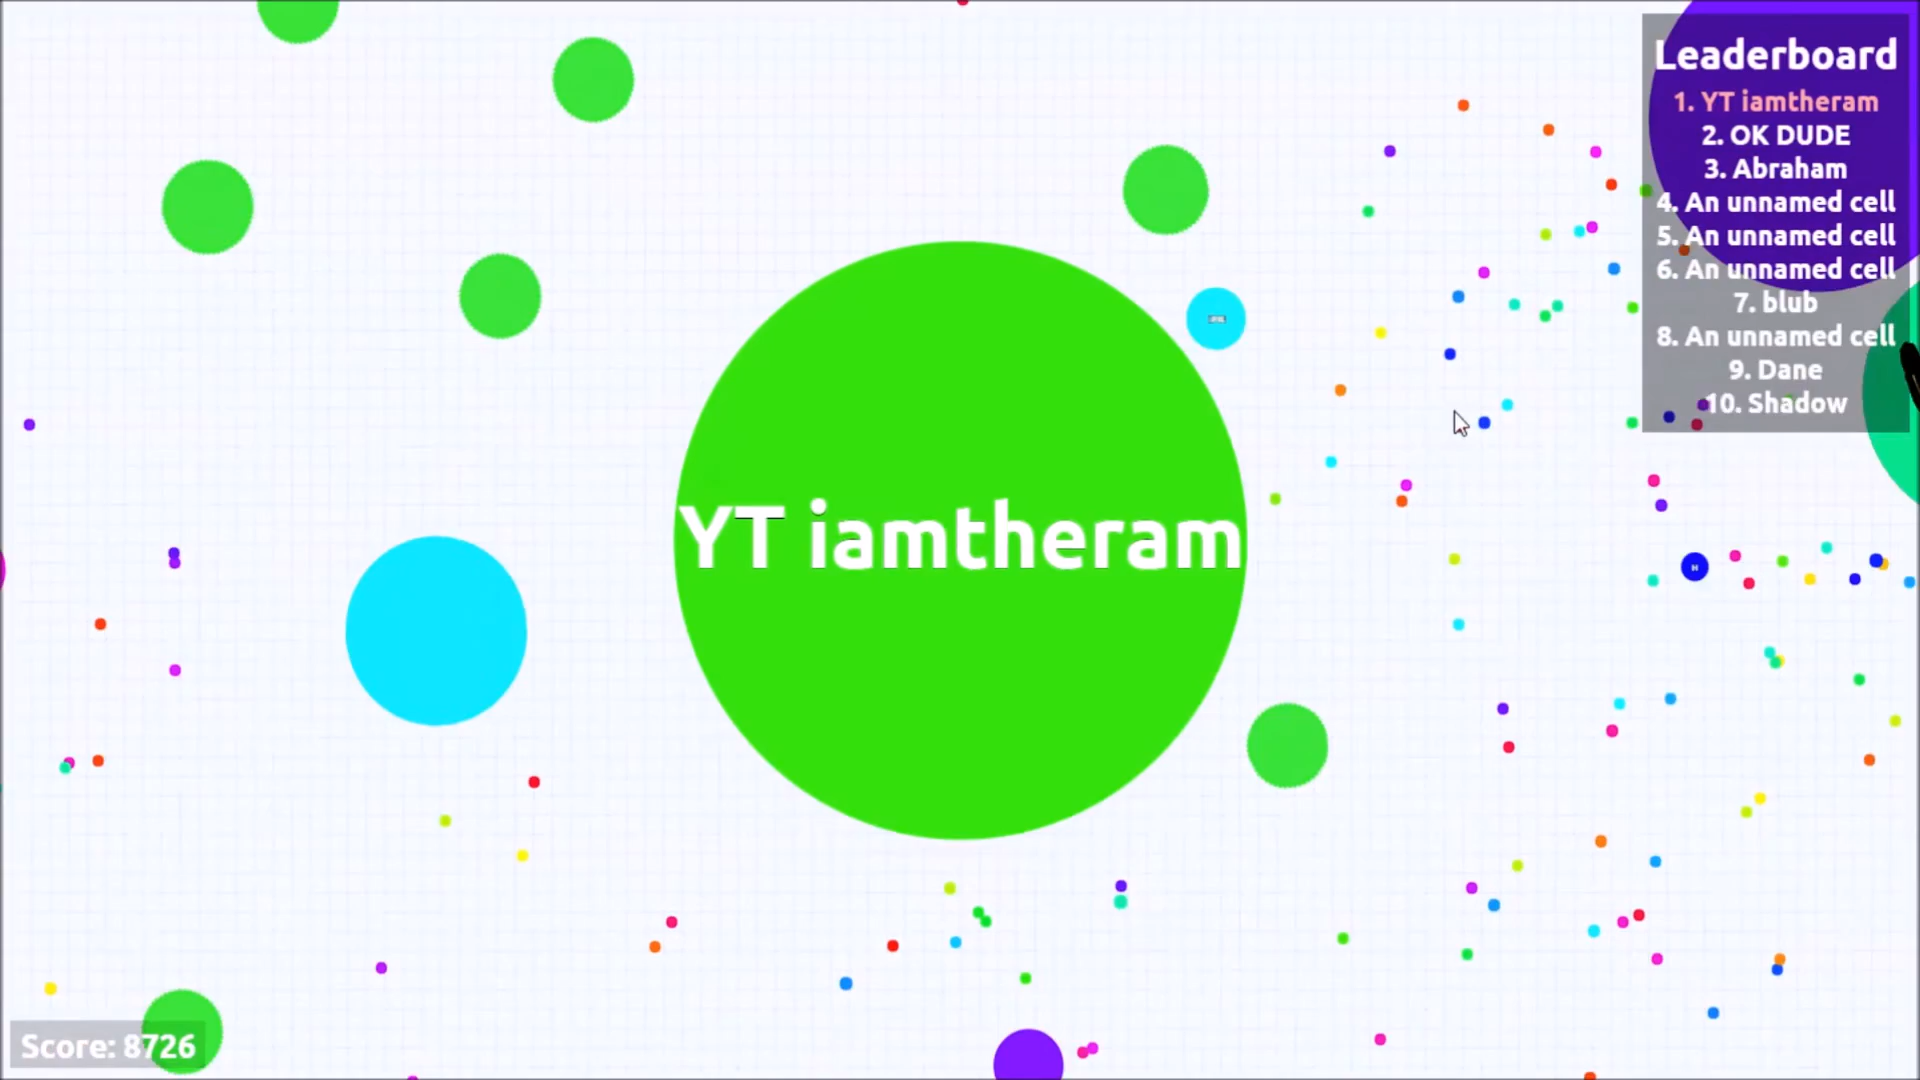 Leaderboard
1. YT iamtheram
2. OK DUDE
3. Abraham
4. An unnamed cell
5. An unnamed cell
6. An unnamed cell
7. blub
8. An unnamed cell
9. Dane
10. Shadow
YT iamtheram
Score: 8726